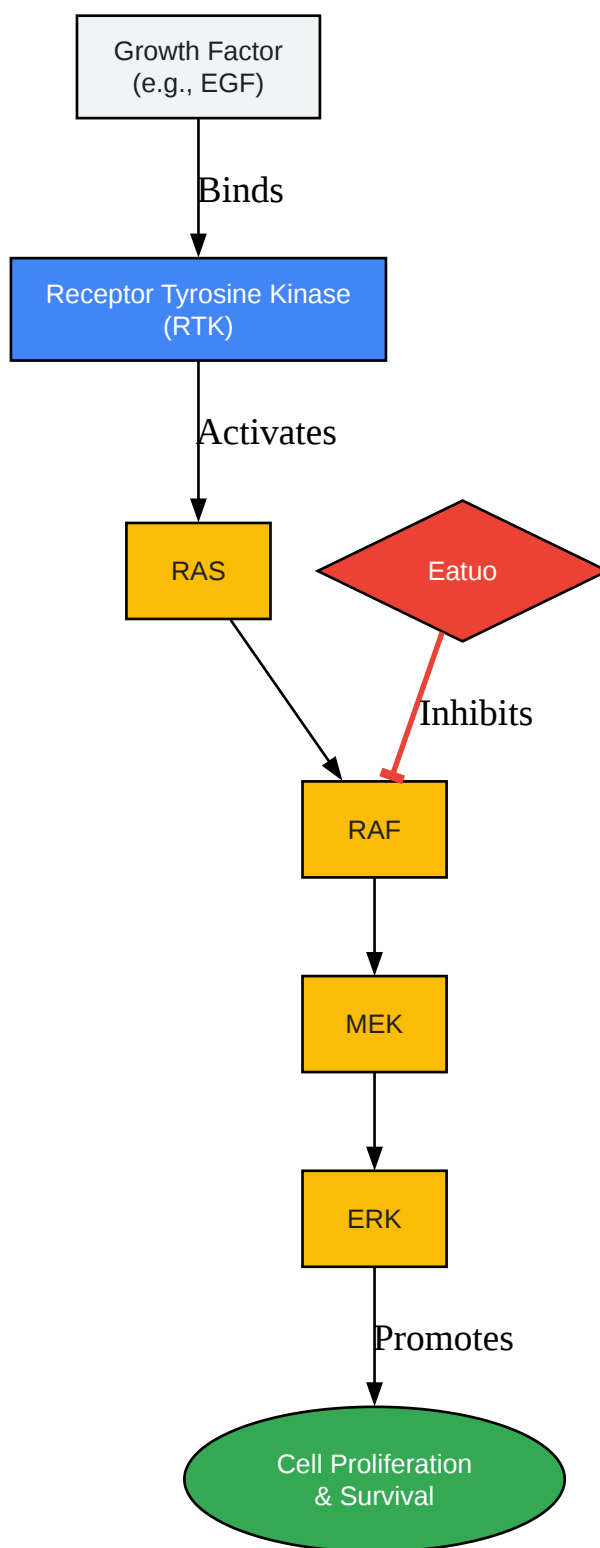 Growth Factor
(e.g., EGF)
Binds
Receptor Tyrosine Kinase
(RTK)
Activates
RAS
Eatuo
Inhibits
RAF
MEK
ERK
Promotes
Cell Proliferation
& Survival